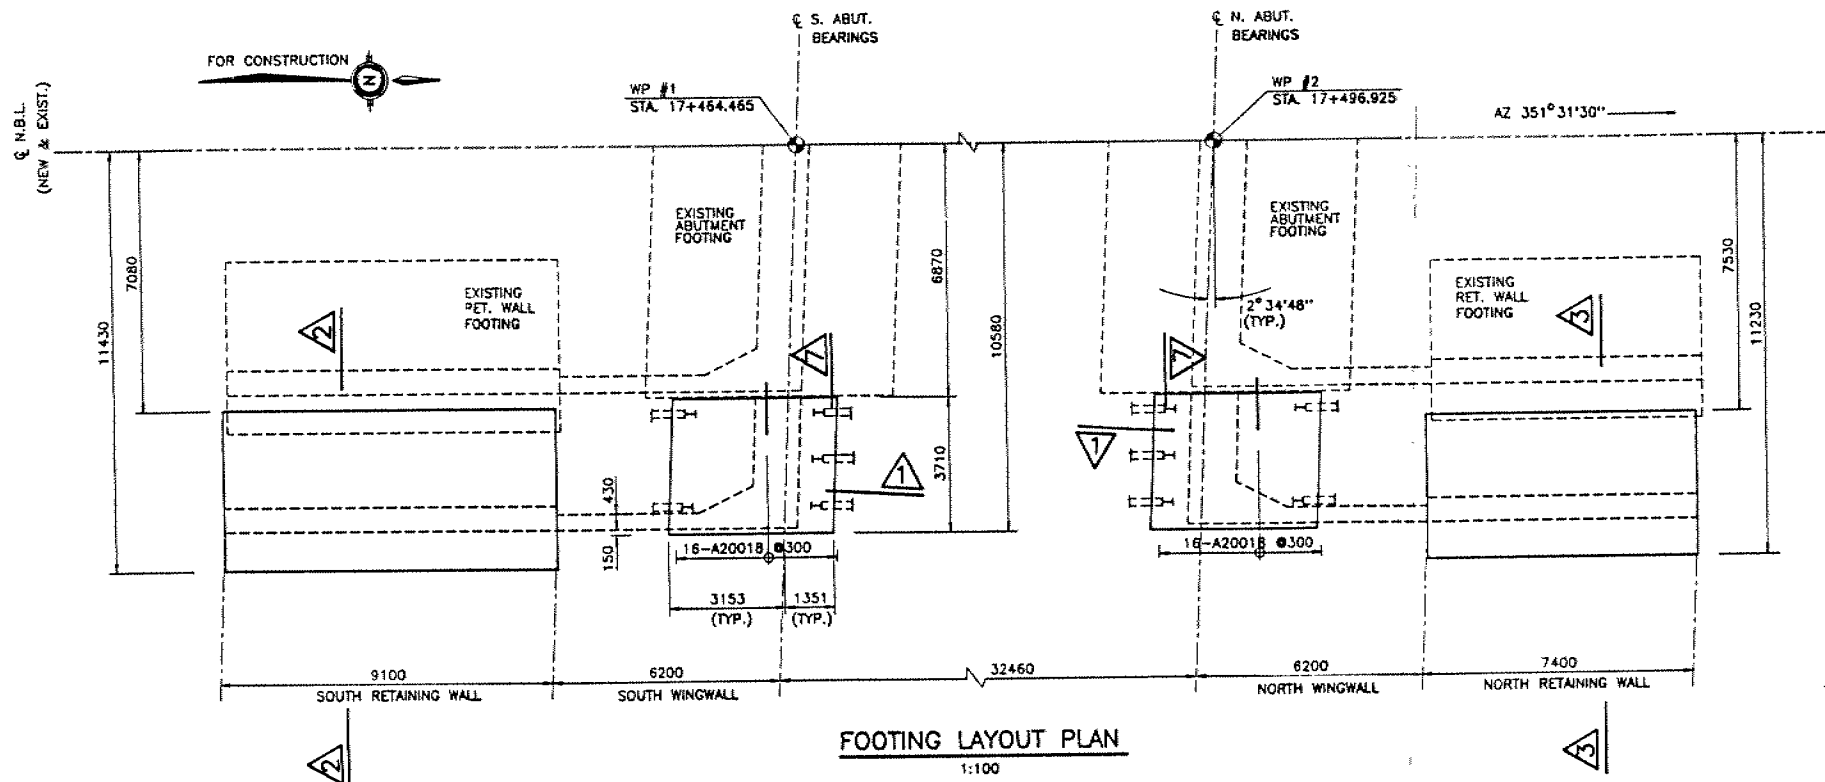 ℄ S. ABUT.
BEARINGS
℄ N. ABUT.
BEARINGS
FOR CONSTRUCTION
N
℄ N.B.L.
(NEW & EXIST.)
WP #1
STA. 17+464.465
WP #2
STA. 17+496.925
AZ 351°31'30"
EXISTING
ABUTMENT
FOOTING
EXISTING
ABUTMENT
FOOTING
7080
11430
6870
10580
7530
11230
EXISTING
RET. WALL
FOOTING
EXISTING
RET. WALL
FOOTING
2°34'48"
(TYP.)
2
7
7
3
1
1
3710
430
150
16-A20018 @300
16-A20018 @300
3153
(TYP.)
1351
(TYP.)
9100
SOUTH RETAINING WALL
6200
SOUTH WINGWALL
32460
6200
NORTH WINGWALL
7400
NORTH RETAINING WALL
2
3
FOOTING LAYOUT PLAN
1:100